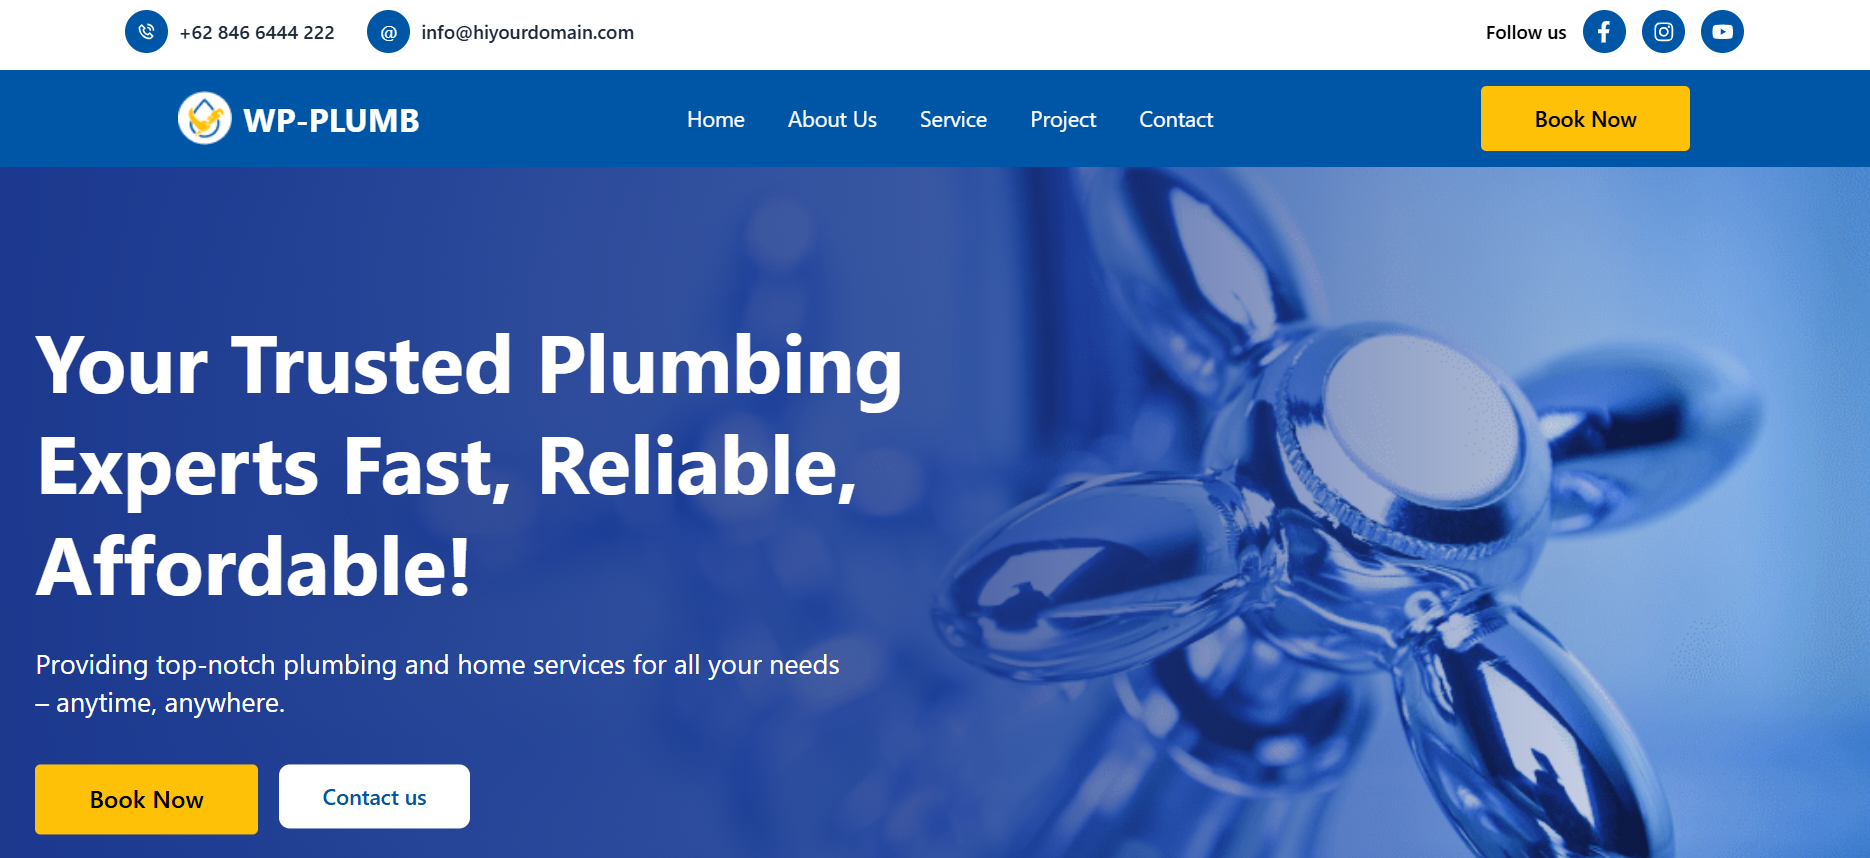 +62 846 6444 222
info@hiyourdomain.com
Follow us
WP-PLUMB
Home
About Us
Service
Project
Contact
Book Now
Your Trusted Plumbing
Experts Fast, Reliable,
Affordable!
Providing top-notch plumbing and home services for all your needs
– anytime, anywhere.
Book Now
Contact us